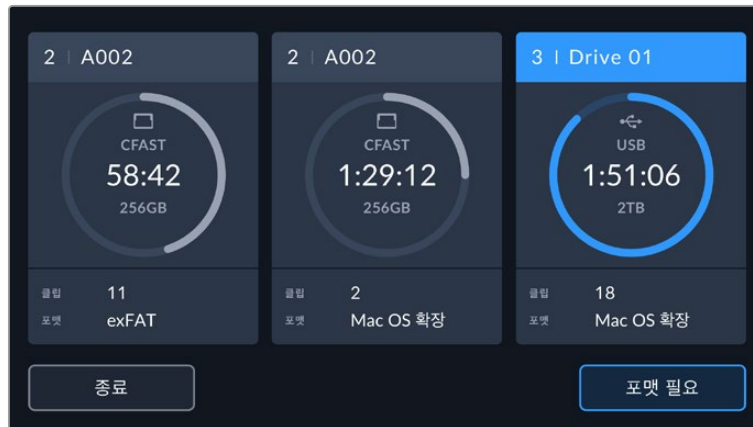 2 | A002
CFAST
58:42
256GB
클립 11
포맷 exFAT
2 | A002
CFAST
1:29:12
256GB
클립 2
포맷 Mac OS 확장
3 | Drive 01
USB
1:51:06
2TB
클립 18
포맷 Mac OS 확장
종료
포맷 필요